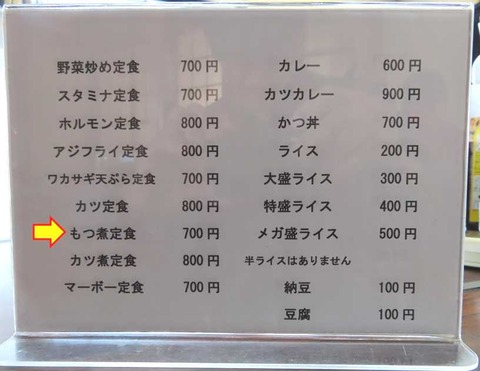 野菜炒め定食 700円
スタミナ定食 700円
ホルモン定食 800円
アジフライ定食 800円
ワカサギ天ぷら定食 700円
カツ定食 800円
もつ煮定食 700円
カツ煮定食 800円
マーボー定食 700円
カレー 600円
カツカレー 900円
かつ丼 700円
ライス 200円
大盛ライス 300円
特盛ライス 400円
メガ盛ライス 500円
半ライスはありません
納豆 100円
豆腐 100円